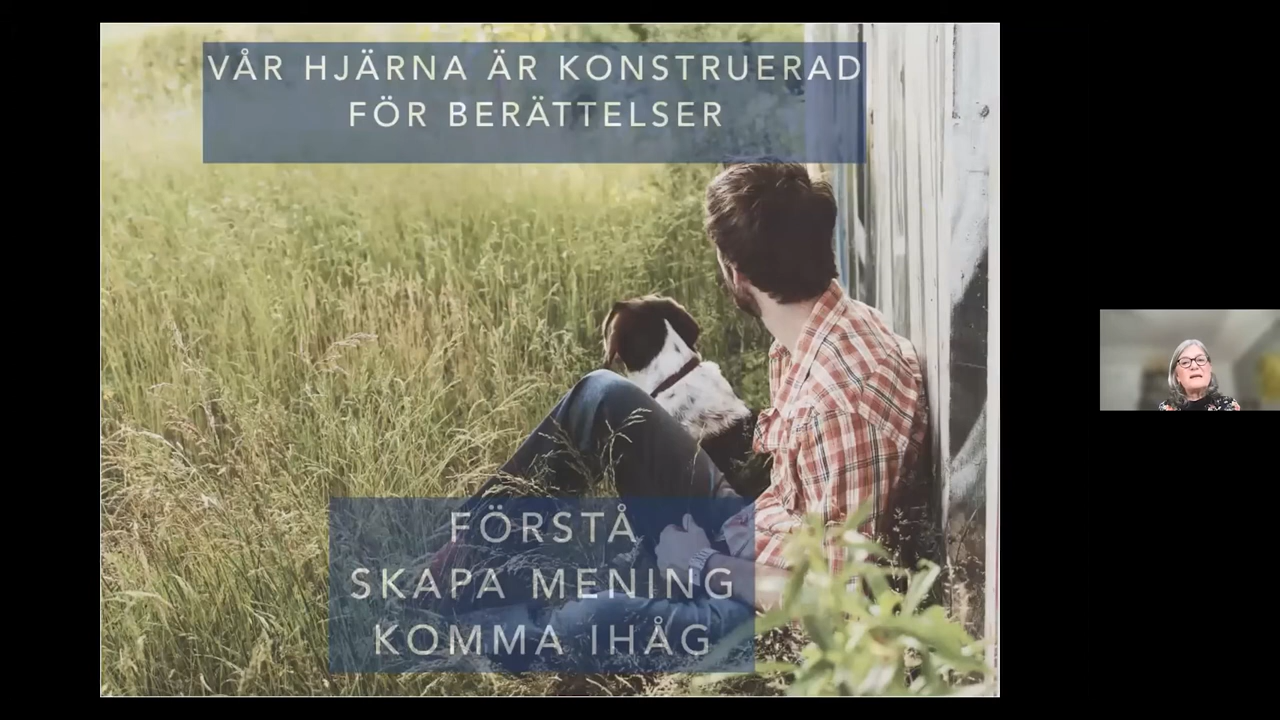 VÅR HJÄRNA ÄR KONSTRUERAD
FÖR BERÄTTELSER
FÖRSTÅ
SKAPA MENING
KOMMA IHÅG